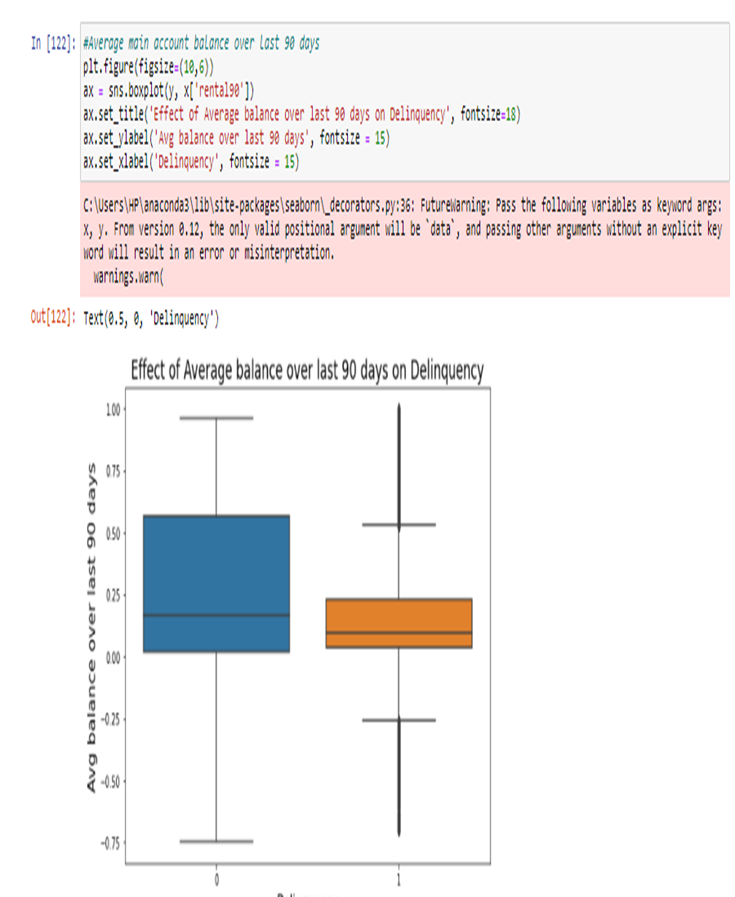 In [122]: #Average main account balance over last 90 days
plt.figure(figsize=(10,6))
ax = sns.boxplot(y, x['rental90'])
ax.set_title('Effect of Average balance over last 90 days on Delinquency', fontsize=18)
ax.set_ylabel('Avg balance over last 90 days', fontsize = 15)
ax.set_xlabel('Delinquency', fontsize = 15)
C:\Users\HP\anaconda3\lib\site-packages\seaborn\_decorators.py:36: FutureWarning: Pass the following variables as keyword args:
x, y. From version 0.12, the only valid positional argument will be `data`, and passing other arguments without an explicit key
word will result in an error or misinterpretation.
warnings.warn(
Out[122]: Text(0.5, 0, 'Delinquency')
Effect of Average balance over last 90 days on Delinquency
Avg balance over last 90 days
1.00
0.75
0.50
0.25
0.00
−0.25
−0.50
−0.75
0 1